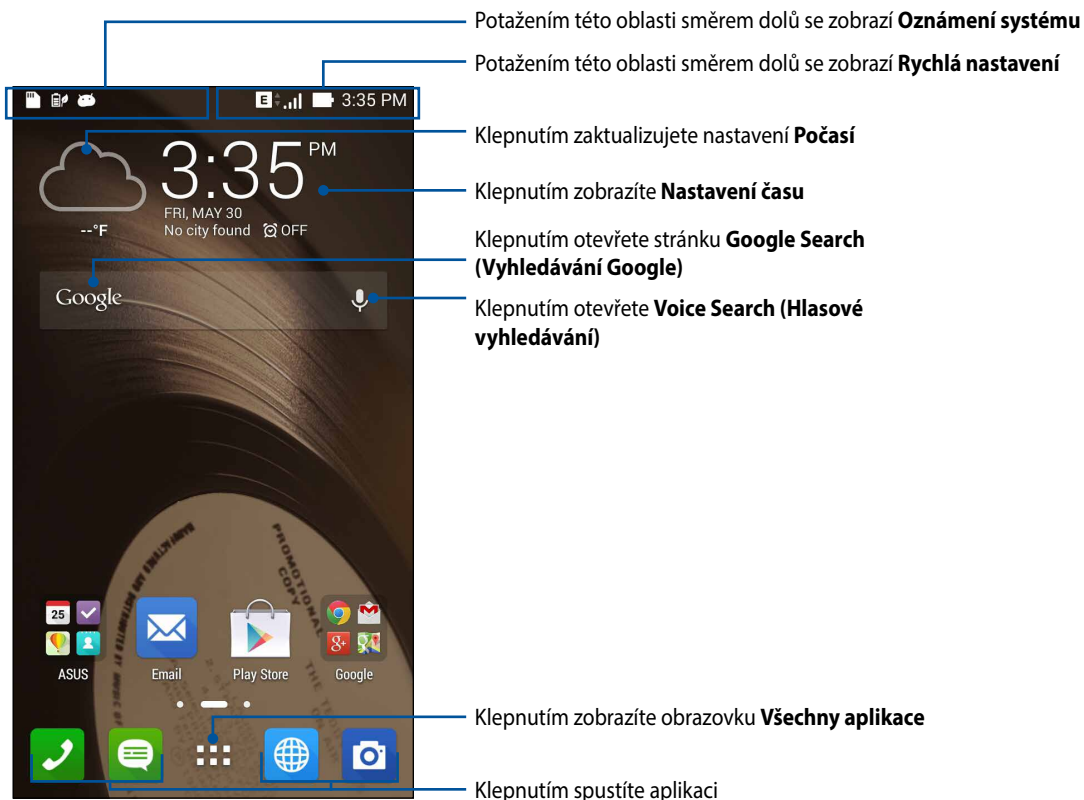 Potažením této oblasti směrem dolů se zobrazí Oznámení systému
Potažením této oblasti směrem dolů se zobrazí Rychlá nastavení
E 3:35 PM
Klepnutím zaktualizujete nastavení Počasí
3:35 PM
Klepnutím zobrazíte Nastavení času
FRI, MAY 30
--°F No city found OFF
Klepnutím otevřete stránku Google Search
(Vyhledávání Google)
Google
Klepnutím otevřete Voice Search (Hlasové
vyhledávání)
PROMOTIONAL
COPY
25
8+
ASUS Email Play Store Google
Klepnutím zobrazíte obrazovku Všechny aplikace
Klepnutím spustíte aplikaci